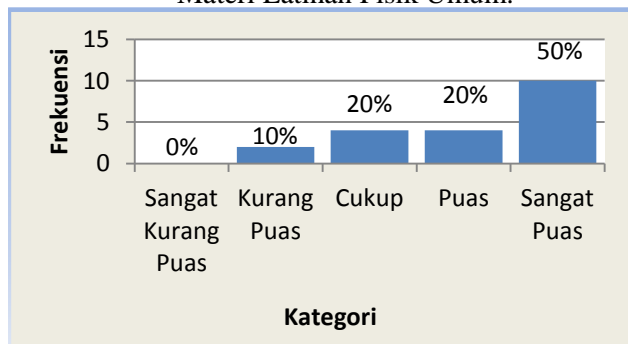 Materi Latihan Fisik Umum.
15
10
5
0
Frekuensi
0%
10%
20%
20%
50%
Sangat Kurang Puas
Kurang Puas
Cukup
Puas
Sangat Puas
Kategori